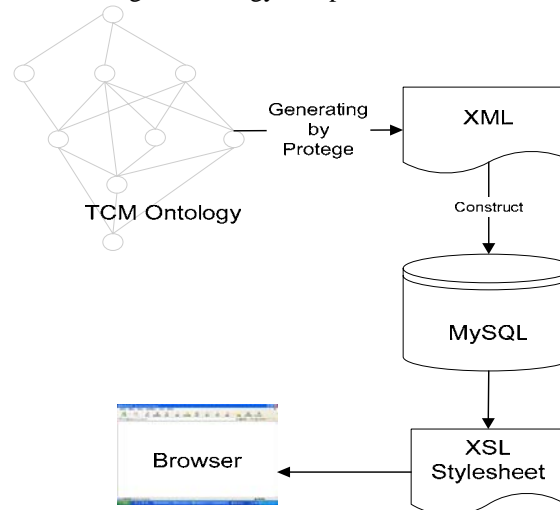 Generating
by
Protege
XML
TCM Ontology
Construct
MySQL
XSL
Stylesheet
Browser